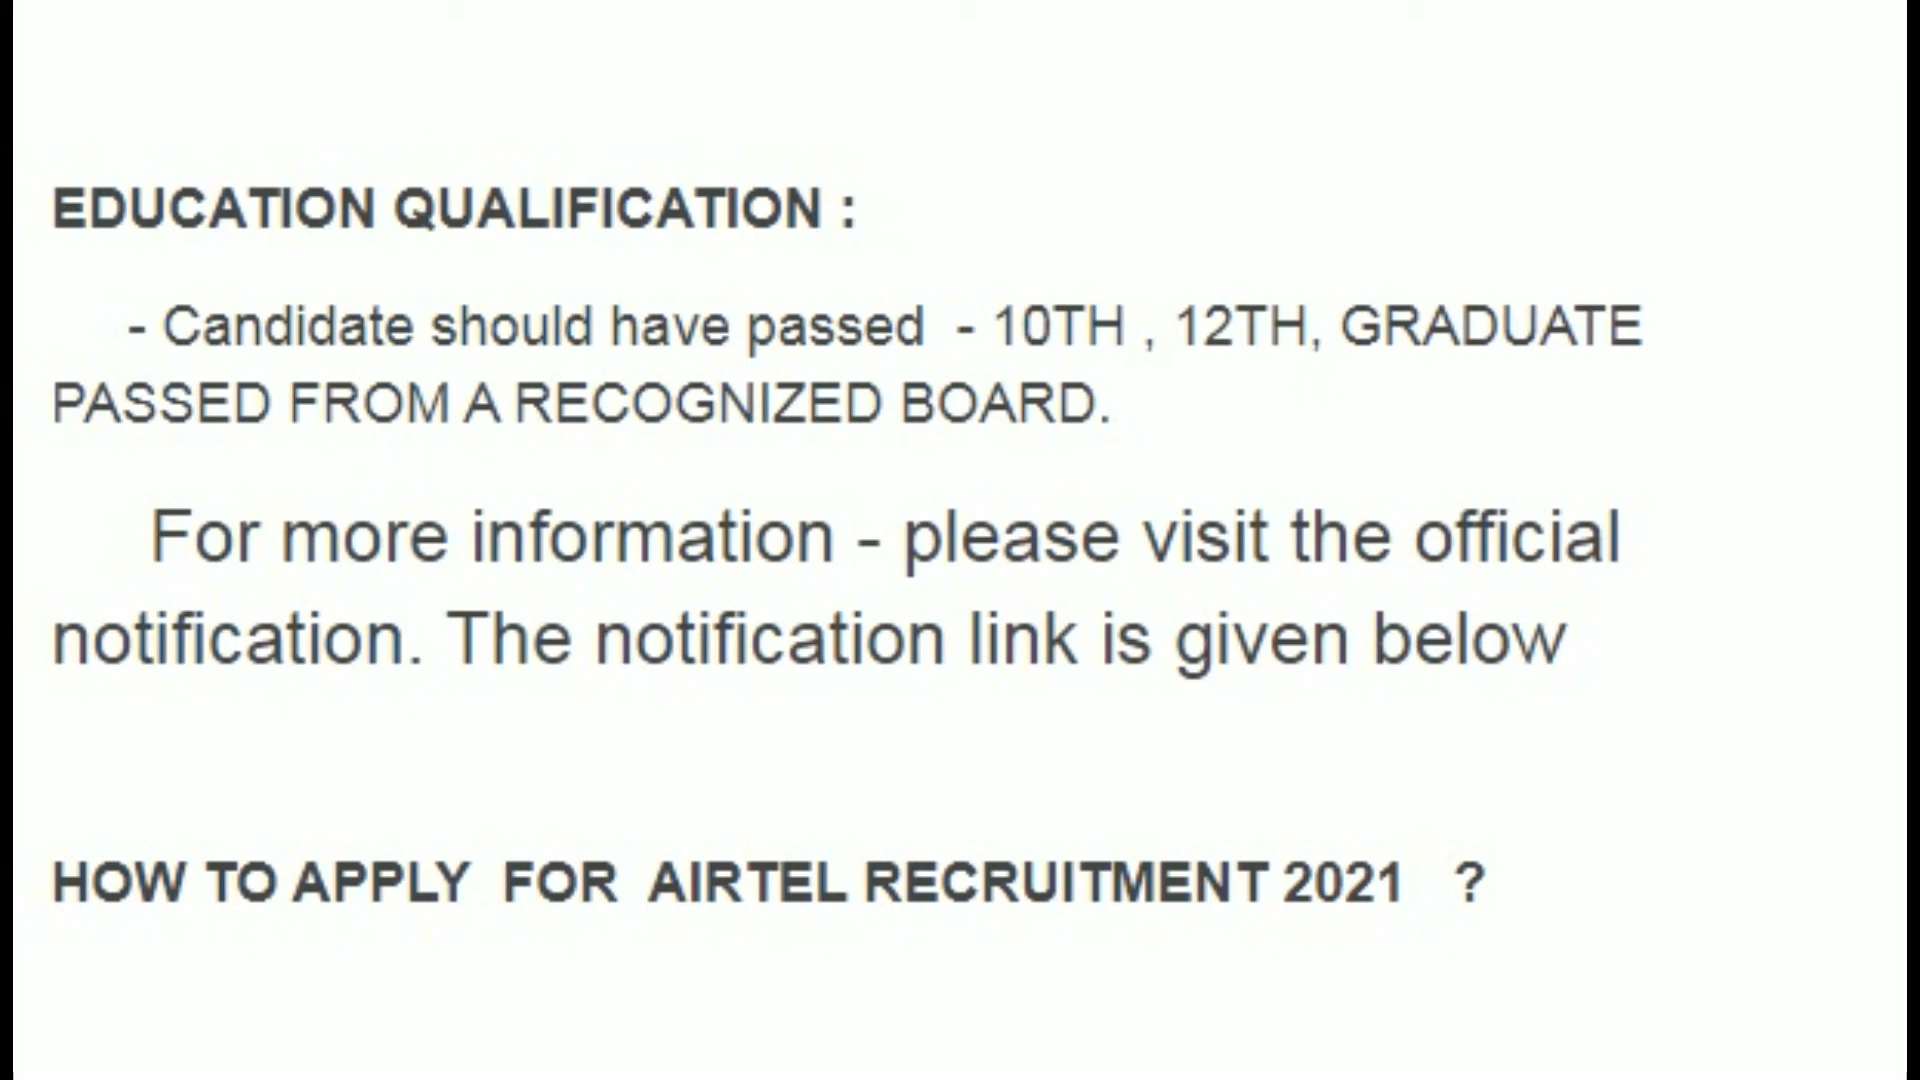 EDUCATION QUALIFICATION :
- Candidate should have passed  - 10TH , 12TH, GRADUATE
PASSED FROM A RECOGNIZED BOARD.
For more information - please visit the official
notification. The notification link is given below
HOW TO APPLY  FOR  AIRTEL RECRUITMENT 2021   ?